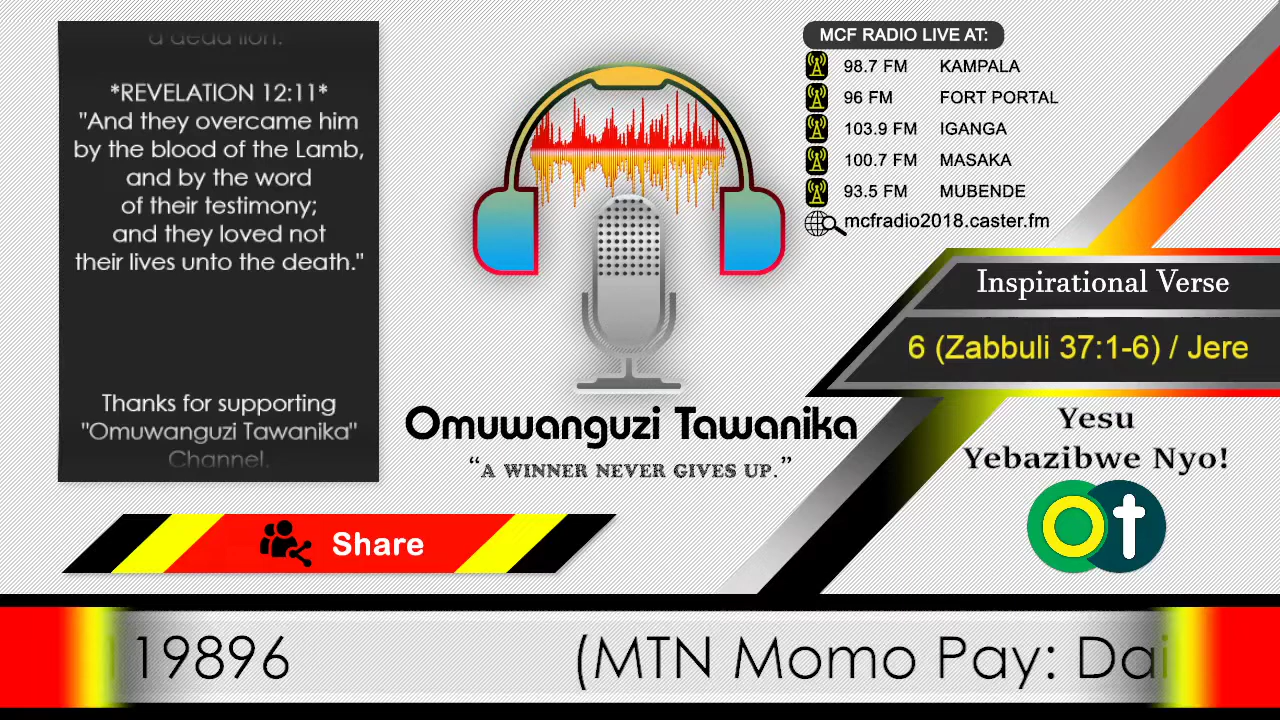 a dead lion.
*REVELATION 12:11*
"And they overcame him
by the blood of the Lamb,
and by the word
of their testimony;
and they loved not
their lives unto the death."
Thanks for supporting
"Omuwanguzi Tawanika"
Channel.
Omuwanguzi Tawanika
“A WINNER NEVER GIVES UP.”
MCF RADIO LIVE AT:
98.7 FM KAMPALA
96 FM FORT PORTAL
103.9 FM IGANGA
100.7 FM MASAKA
93.5 FM MUBENDE
mcfradio2018.caster.fm
Inspirational Verse
6 (Zabbuli 37:1-6) / Jere
Yesu
Yebazibwe Nyo!
Share
19896 (MTN Momo Pay: Dai